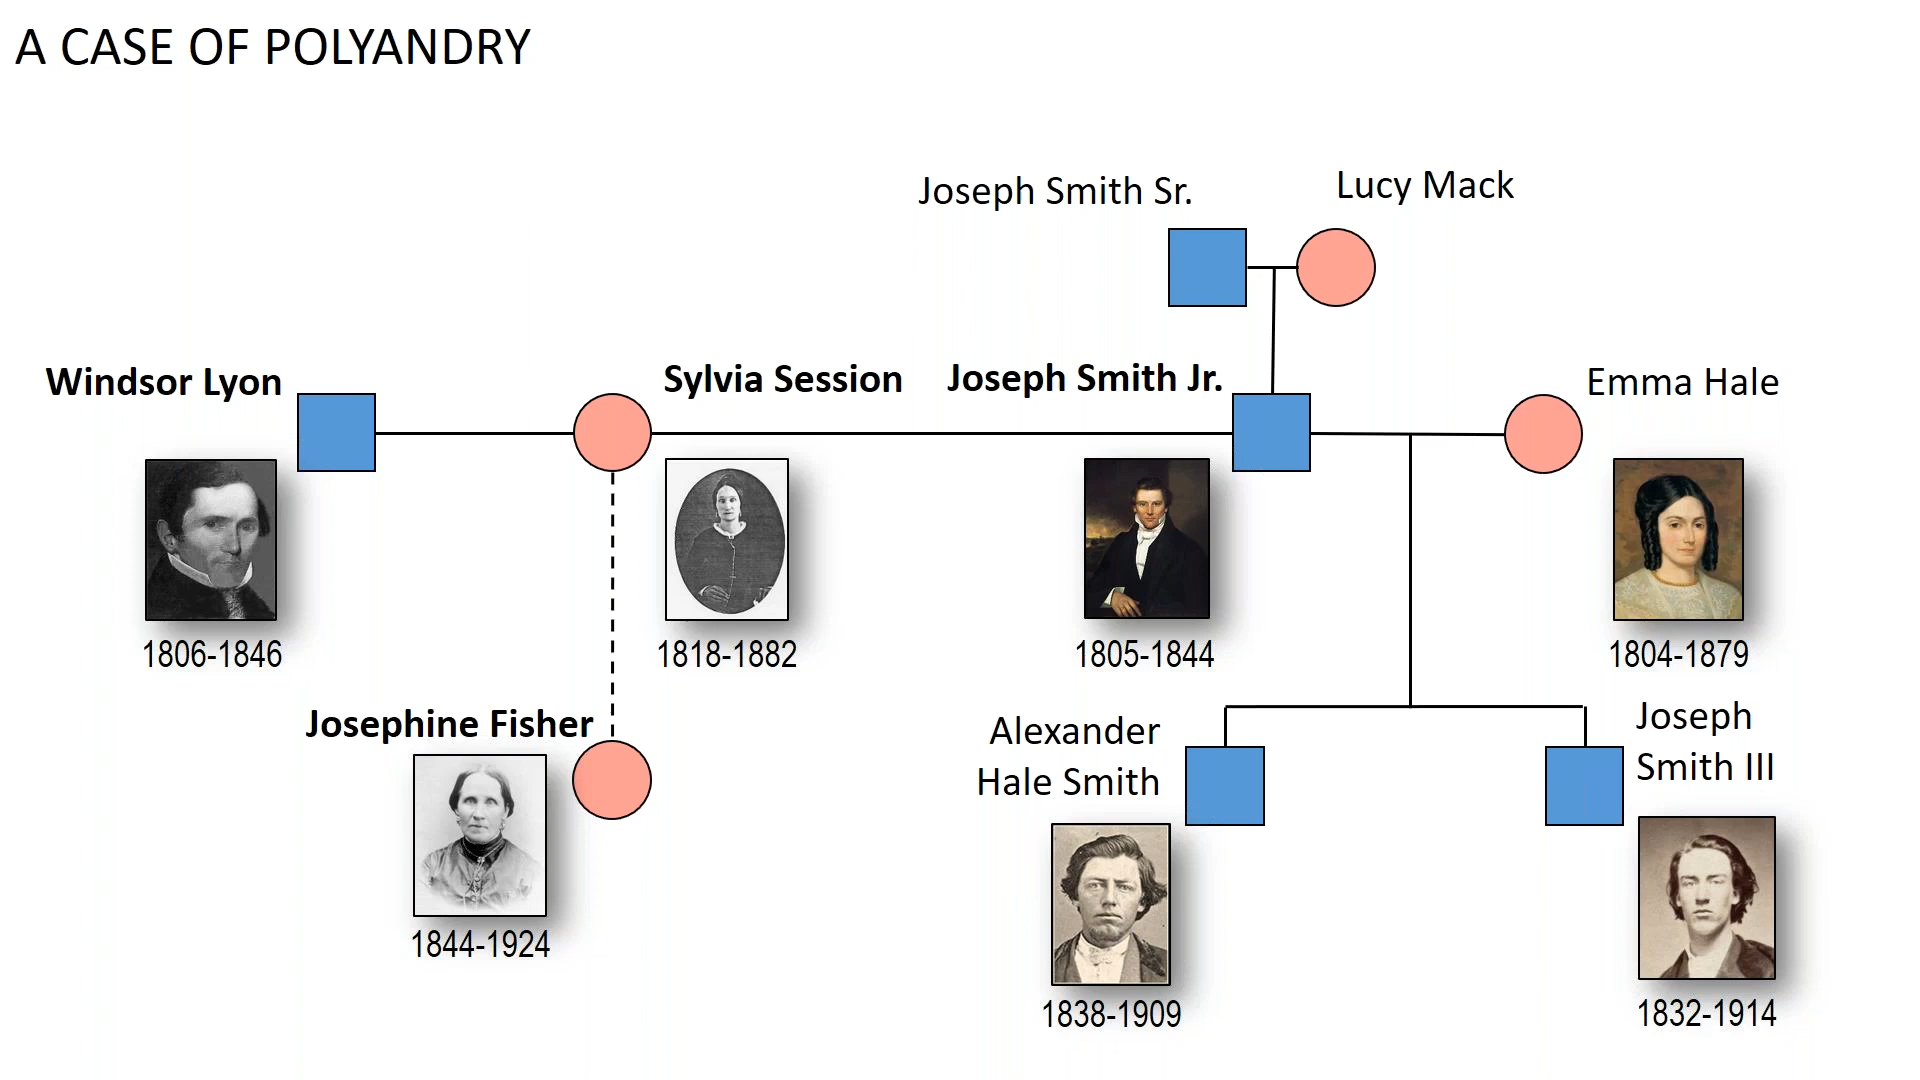 A CASE OF POLYANDRY
Joseph Smith Sr.
Lucy Mack
Windsor Lyon
Sylvia Session
Joseph Smith Jr.
Emma Hale
1806-1846
1818-1882
1805-1844
1804-1879
Josephine Fisher
1844-1924
Alexander
Hale Smith
1838-1909
Joseph
Smith III
1832-1914